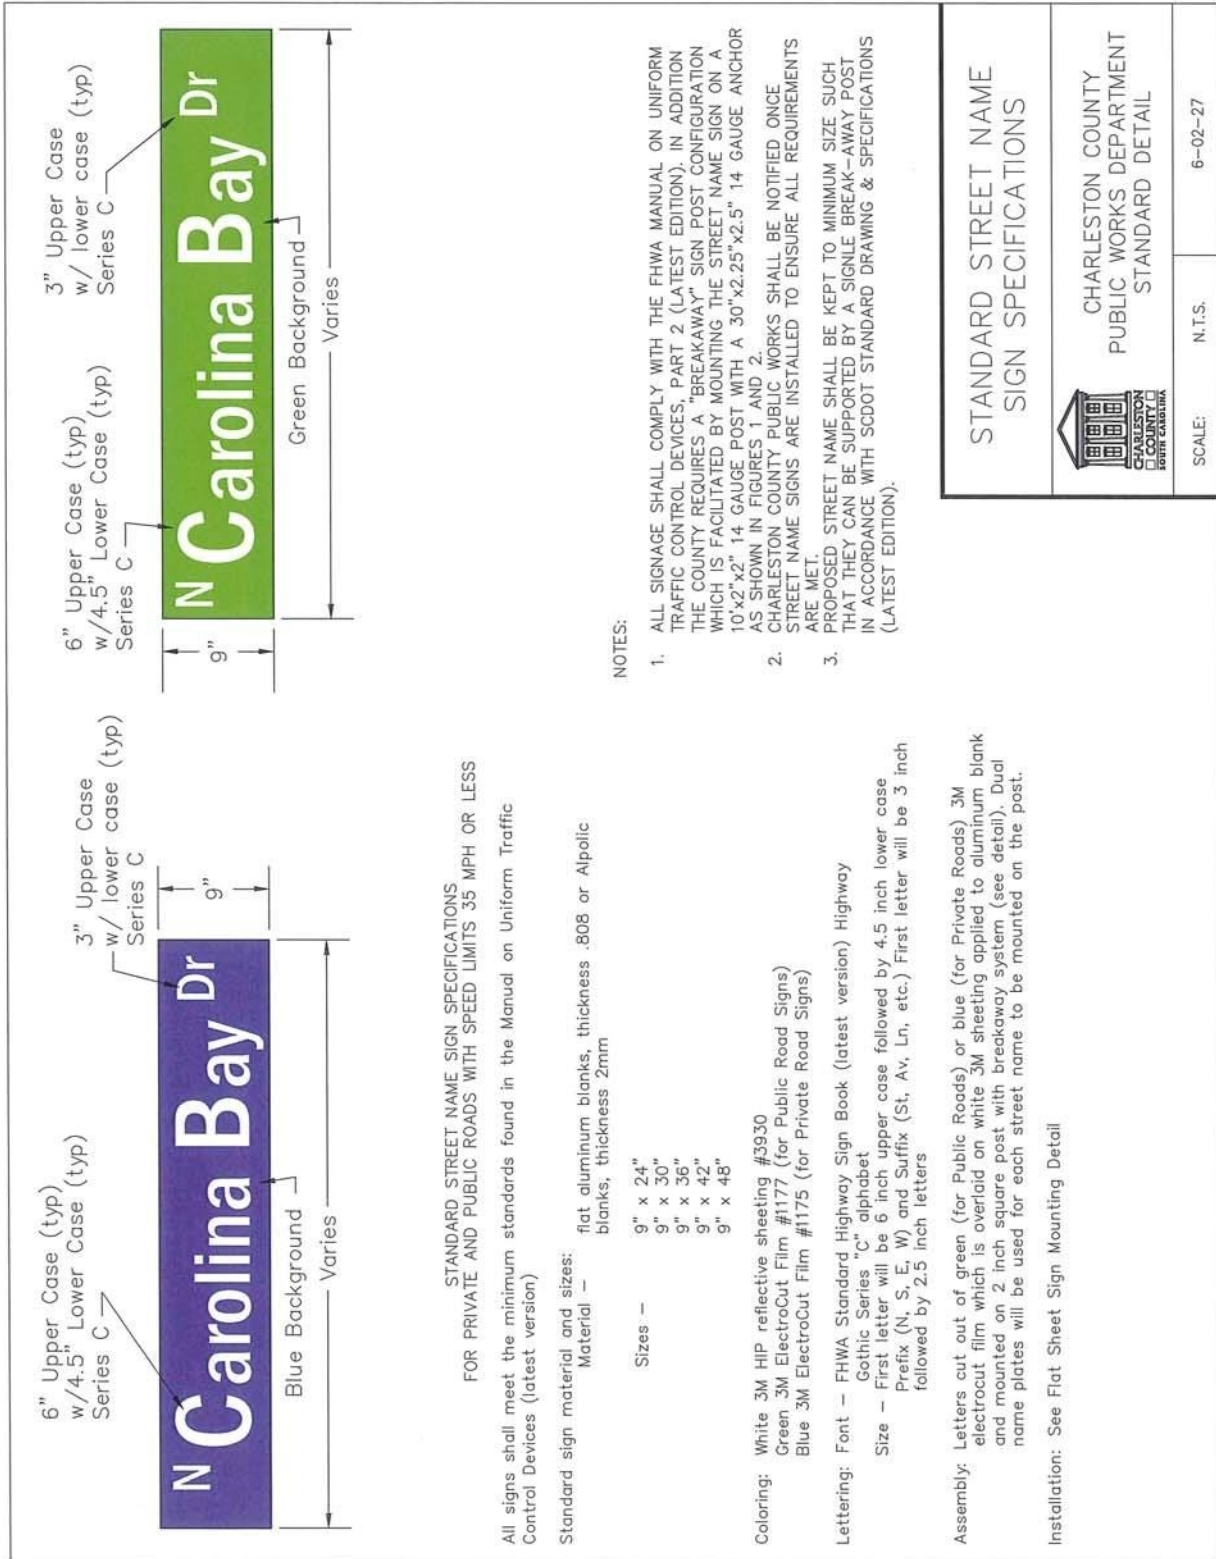 6" Upper Case (typ)
w/4.5" Lower Case (typ)
Series C
3" Upper Case
w/ lower case (typ)
Series C
N Carolina Bay Dr
9"
Blue Background
Varies
6" Upper Case (typ)
w/4.5" Lower Case (typ)
Series C
3" Upper Case
w/ lower case (typ)
Series C
N Carolina Bay Dr
9"
Green Background
Varies
STANDARD STREET NAME SIGN SPECIFICATIONS
FOR PRIVATE AND PUBLIC ROADS WITH SPEED LIMITS 35 MPH OR LESS
All signs shall meet the minimum standards found in the Manual on Uniform Traffic
Control Devices (latest version)
Standard sign material and sizes:
Material – flat aluminum blanks, thickness .808 or Alpolic
blanks, thickness 2mm
Sizes – 9" x 24"
9" x 30"
9" x 36"
9" x 42"
9" x 48"
Coloring: White 3M HIP reflective sheeting #3930
Green 3M ElectroCut Film #1177 (for Public Road Signs)
Blue 3M ElectroCut Film #1175 (for Private Road Signs)
Lettering: Font – FHWA Standard Highway Sign Book (latest version) Highway
Gothic Series "C" alphabet
Size – First letter will be 6 inch upper case followed by 4.5 inch lower case
Prefix (N, S, E, W) and Suffix (St, Av, Ln, etc.) First letter will be 3 inch
followed by 2.5 inch letters
Assembly: Letters cut out of green (for Public Roads) or blue (for Private Roads) 3M
electrocut film which is overlaid on white 3M sheeting applied to aluminum blank
and mounted on 2 inch square post with breakaway system (see detail). Dual
name plates will be used for each street name to be mounted on the post.
Installation: See Flat Sheet Sign Mounting Detail
NOTES:
1. ALL SIGNAGE SHALL COMPLY WITH THE FHWA MANUAL ON UNIFORM
TRAFFIC CONTROL DEVICES, PART 2 (LATEST EDITION). IN ADDITION
THE COUNTY REQUIRES A "BREAKAWAY" SIGN POST CONFIGURATION
WHICH IS FACILITATED BY MOUNTING THE STREET NAME SIGN ON A
10'x2"x2" 14 GAUGE POST WITH A 30"x2.25"x2.5" 14 GAUGE ANCHOR
AS SHOWN IN FIGURES 1 AND 2.
2. CHARLESTON COUNTY PUBLIC WORKS SHALL BE NOTIFIED ONCE
STREET NAME SIGNS ARE INSTALLED TO ENSURE ALL REQUIREMENTS
ARE MET.
3. PROPOSED STREET NAME SHALL BE KEPT TO MINIMUM SIZE SUCH
THAT THEY CAN BE SUPPORTED BY A SIGNLE BREAK–AWAY POST
IN ACCORDANCE WITH SCDOT STANDARD DRAWING & SPECIFICATIONS
(LATEST EDITION).
STANDARD STREET NAME
SIGN SPECIFICATIONS
CHARLESTON
COUNTY
SOUTH CAROLINA
CHARLESTON COUNTY
PUBLIC WORKS DEPARTMENT
STANDARD DETAIL
SCALE: N.T.S. 6–02–27